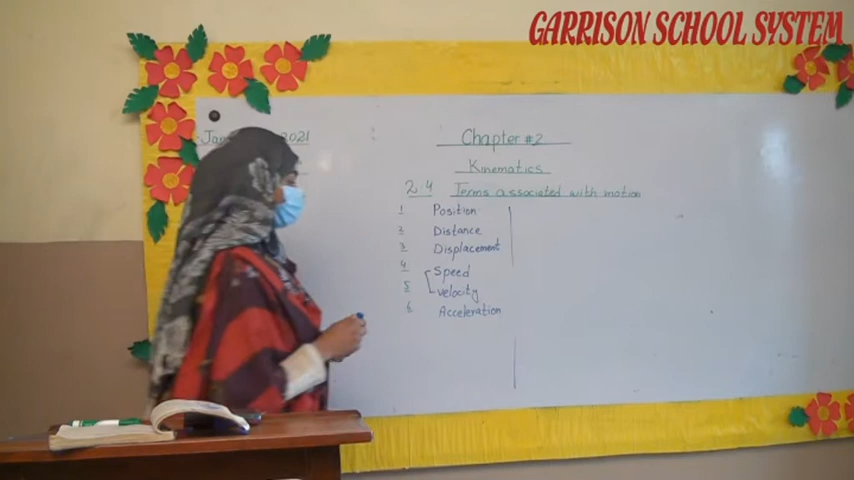 GARRISON SCHOOL SYSTEM
2021
Chapter #2
Kinematics
2.4 Terms associated with motion
1 Position
2 Distance
3 Displacement
4 Speed
5 velocity
6 Acceleration